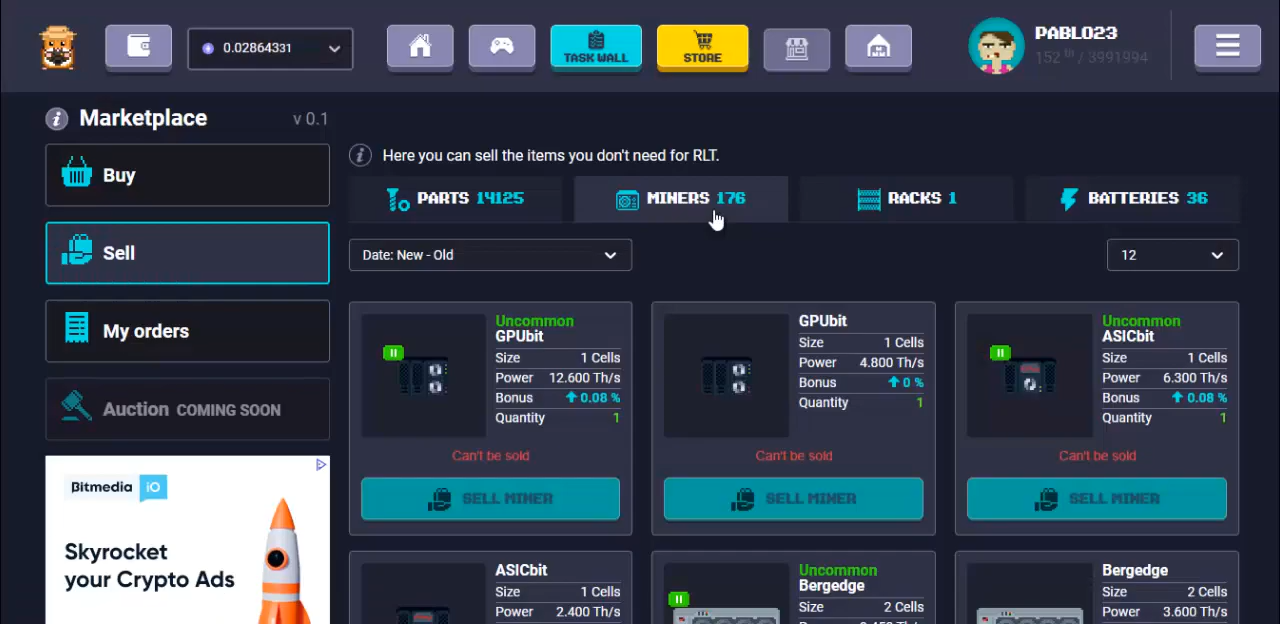 0.02864331
TASK WALL
STORE
PABLO23
152 th / 3991994
Marketplace
v 0.1
Buy
Sell
My orders
Auction COMING SOON
Bitmedia IO
Skyrocket
your Crypto Ads
Here you can sell the items you don't need for RLT.
PARTS 14125
MINERS 176
RACKS 1
BATTERIES 36
Date: New - Old
12
Uncommon
GPUbit
Size 1 Cells
Power 12.600 Th/s
Bonus 0.08 %
Quantity 1
Can't be sold
SELL MINER
GPUbit
Size 1 Cells
Power 4.800 Th/s
Bonus 0 %
Quantity 1
Can't be sold
SELL MINER
Uncommon
ASICbit
Size 1 Cells
Power 6.300 Th/s
Bonus 0.08 %
Quantity 1
Can't be sold
SELL MINER
ASICbit
Size 1 Cells
Power 2.400 Th/s
Uncommon
Bergedge
Size 2 Cells
Bergedge
Size 2 Cells
Power 3.600 Th/s